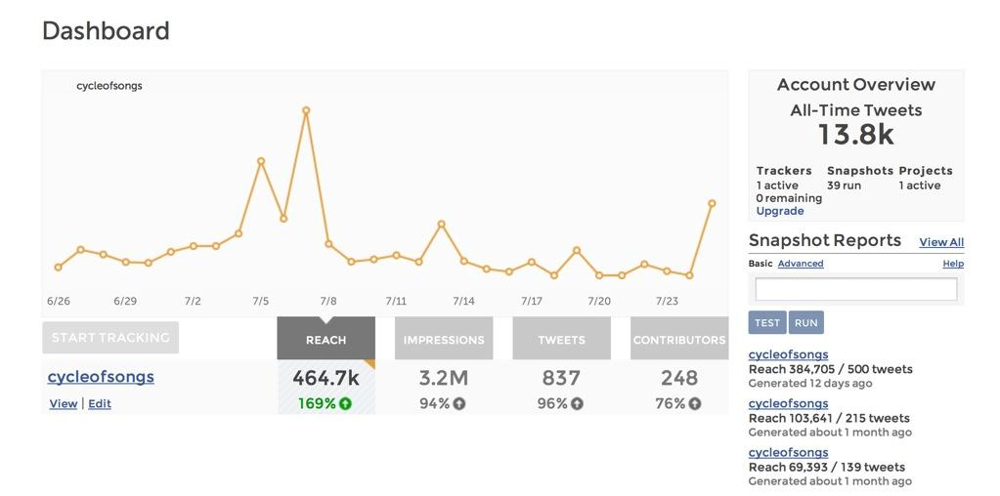 Dashboard
cycleofsongs
6/26 6/29 7/2 7/5 7/8 7/11 7/14 7/17 7/20 7/23
START TRACKING
REACH IMPRESSIONS TWEETS CONTRIBUTORS
cycleofsongs 464.7k 3.2M 837 248
View | Edit 169% 94% 96% 76%
Account Overview
All-Time Tweets
13.8k
Trackers Snapshots Projects
1 active 39 run 1 active
0 remaining
Upgrade
Snapshot Reports View All
Basic Advanced Help
TEST RUN
cycleofsongs
Reach 384,705 / 500 tweets
Generated 12 days ago
cycleofsongs
Reach 103,641 / 215 tweets
Generated about 1 month ago
cycleofsongs
Reach 69,393 / 139 tweets
Generated about 1 month ago